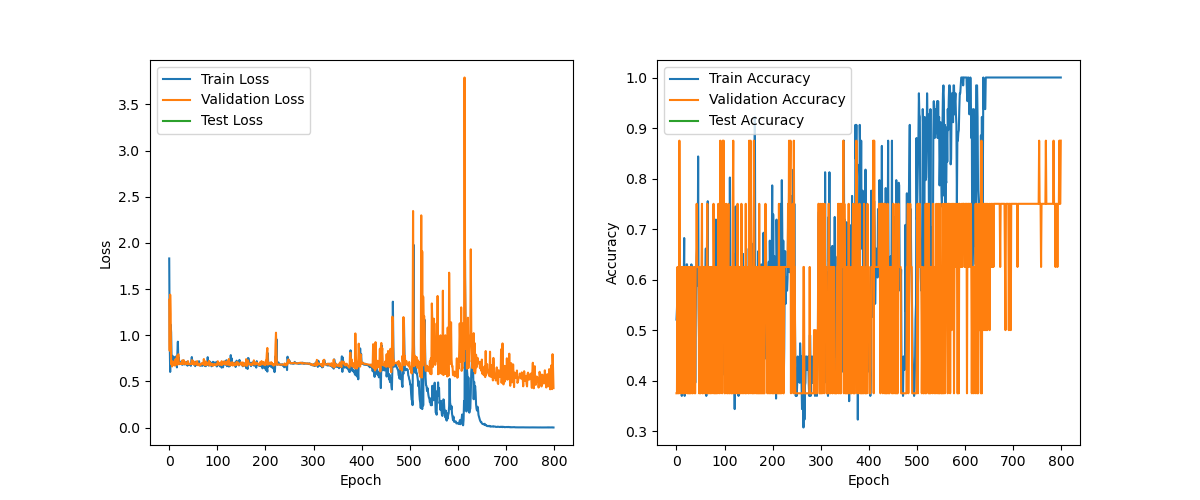 Train Loss
Validation Loss
Test Loss
3.5
3.0
2.5
2.0
1.5
1.0
0.5
0.0
Loss
0 100 200 300 400 500 600 700 800
Epoch
Train Accuracy
Validation Accuracy
Test Accuracy
1.0
0.9
0.8
0.7
0.6
0.5
0.4
0.3
Accuracy
0 100 200 300 400 500 600 700 800
Epoch